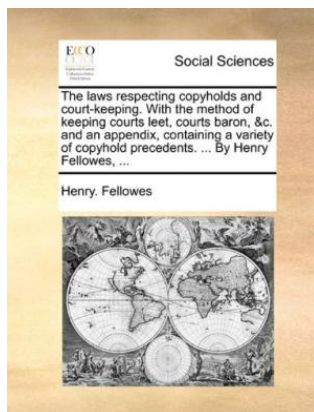 ECCO
Social Sciences
The laws respecting copyholds and
court-keeping. With the method of
keeping courts leet, courts baron, &c.
and an appendix, containing a variety
of copyhold precedents. ... By Henry
Fellowes, ...
Henry. Fellowes